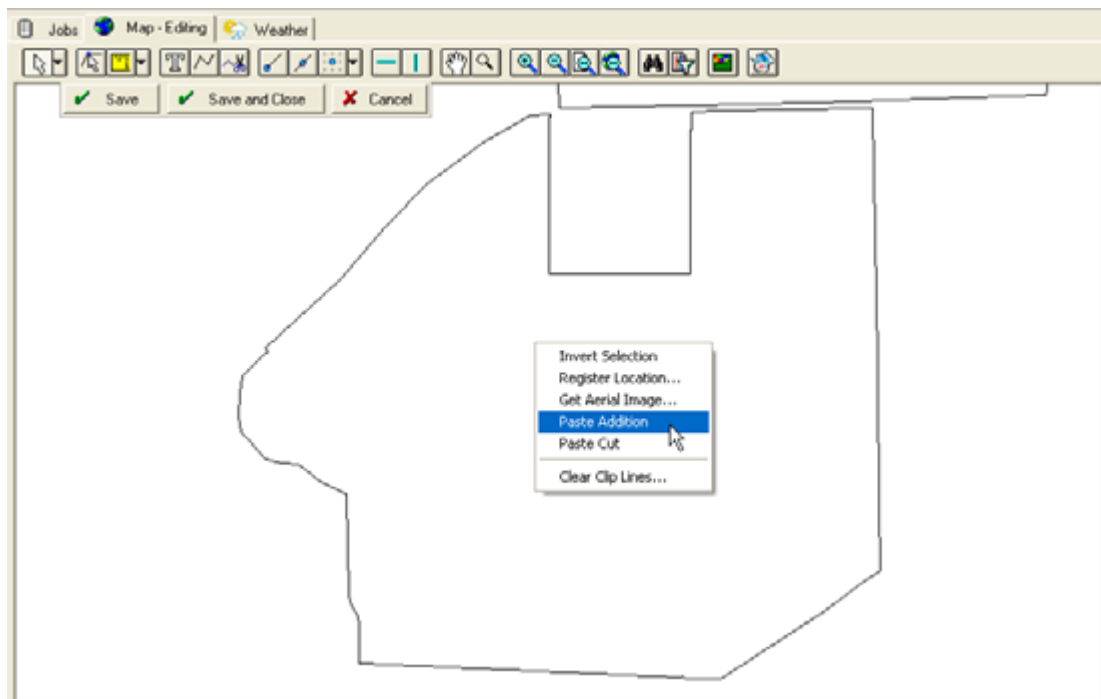 Jobs Map - Editing Weather
Save Save and Close Cancel
Invert Selection
Register Location...
Get Aerial Image...
Paste Addition
Paste Cut
Clear Clip Lines...